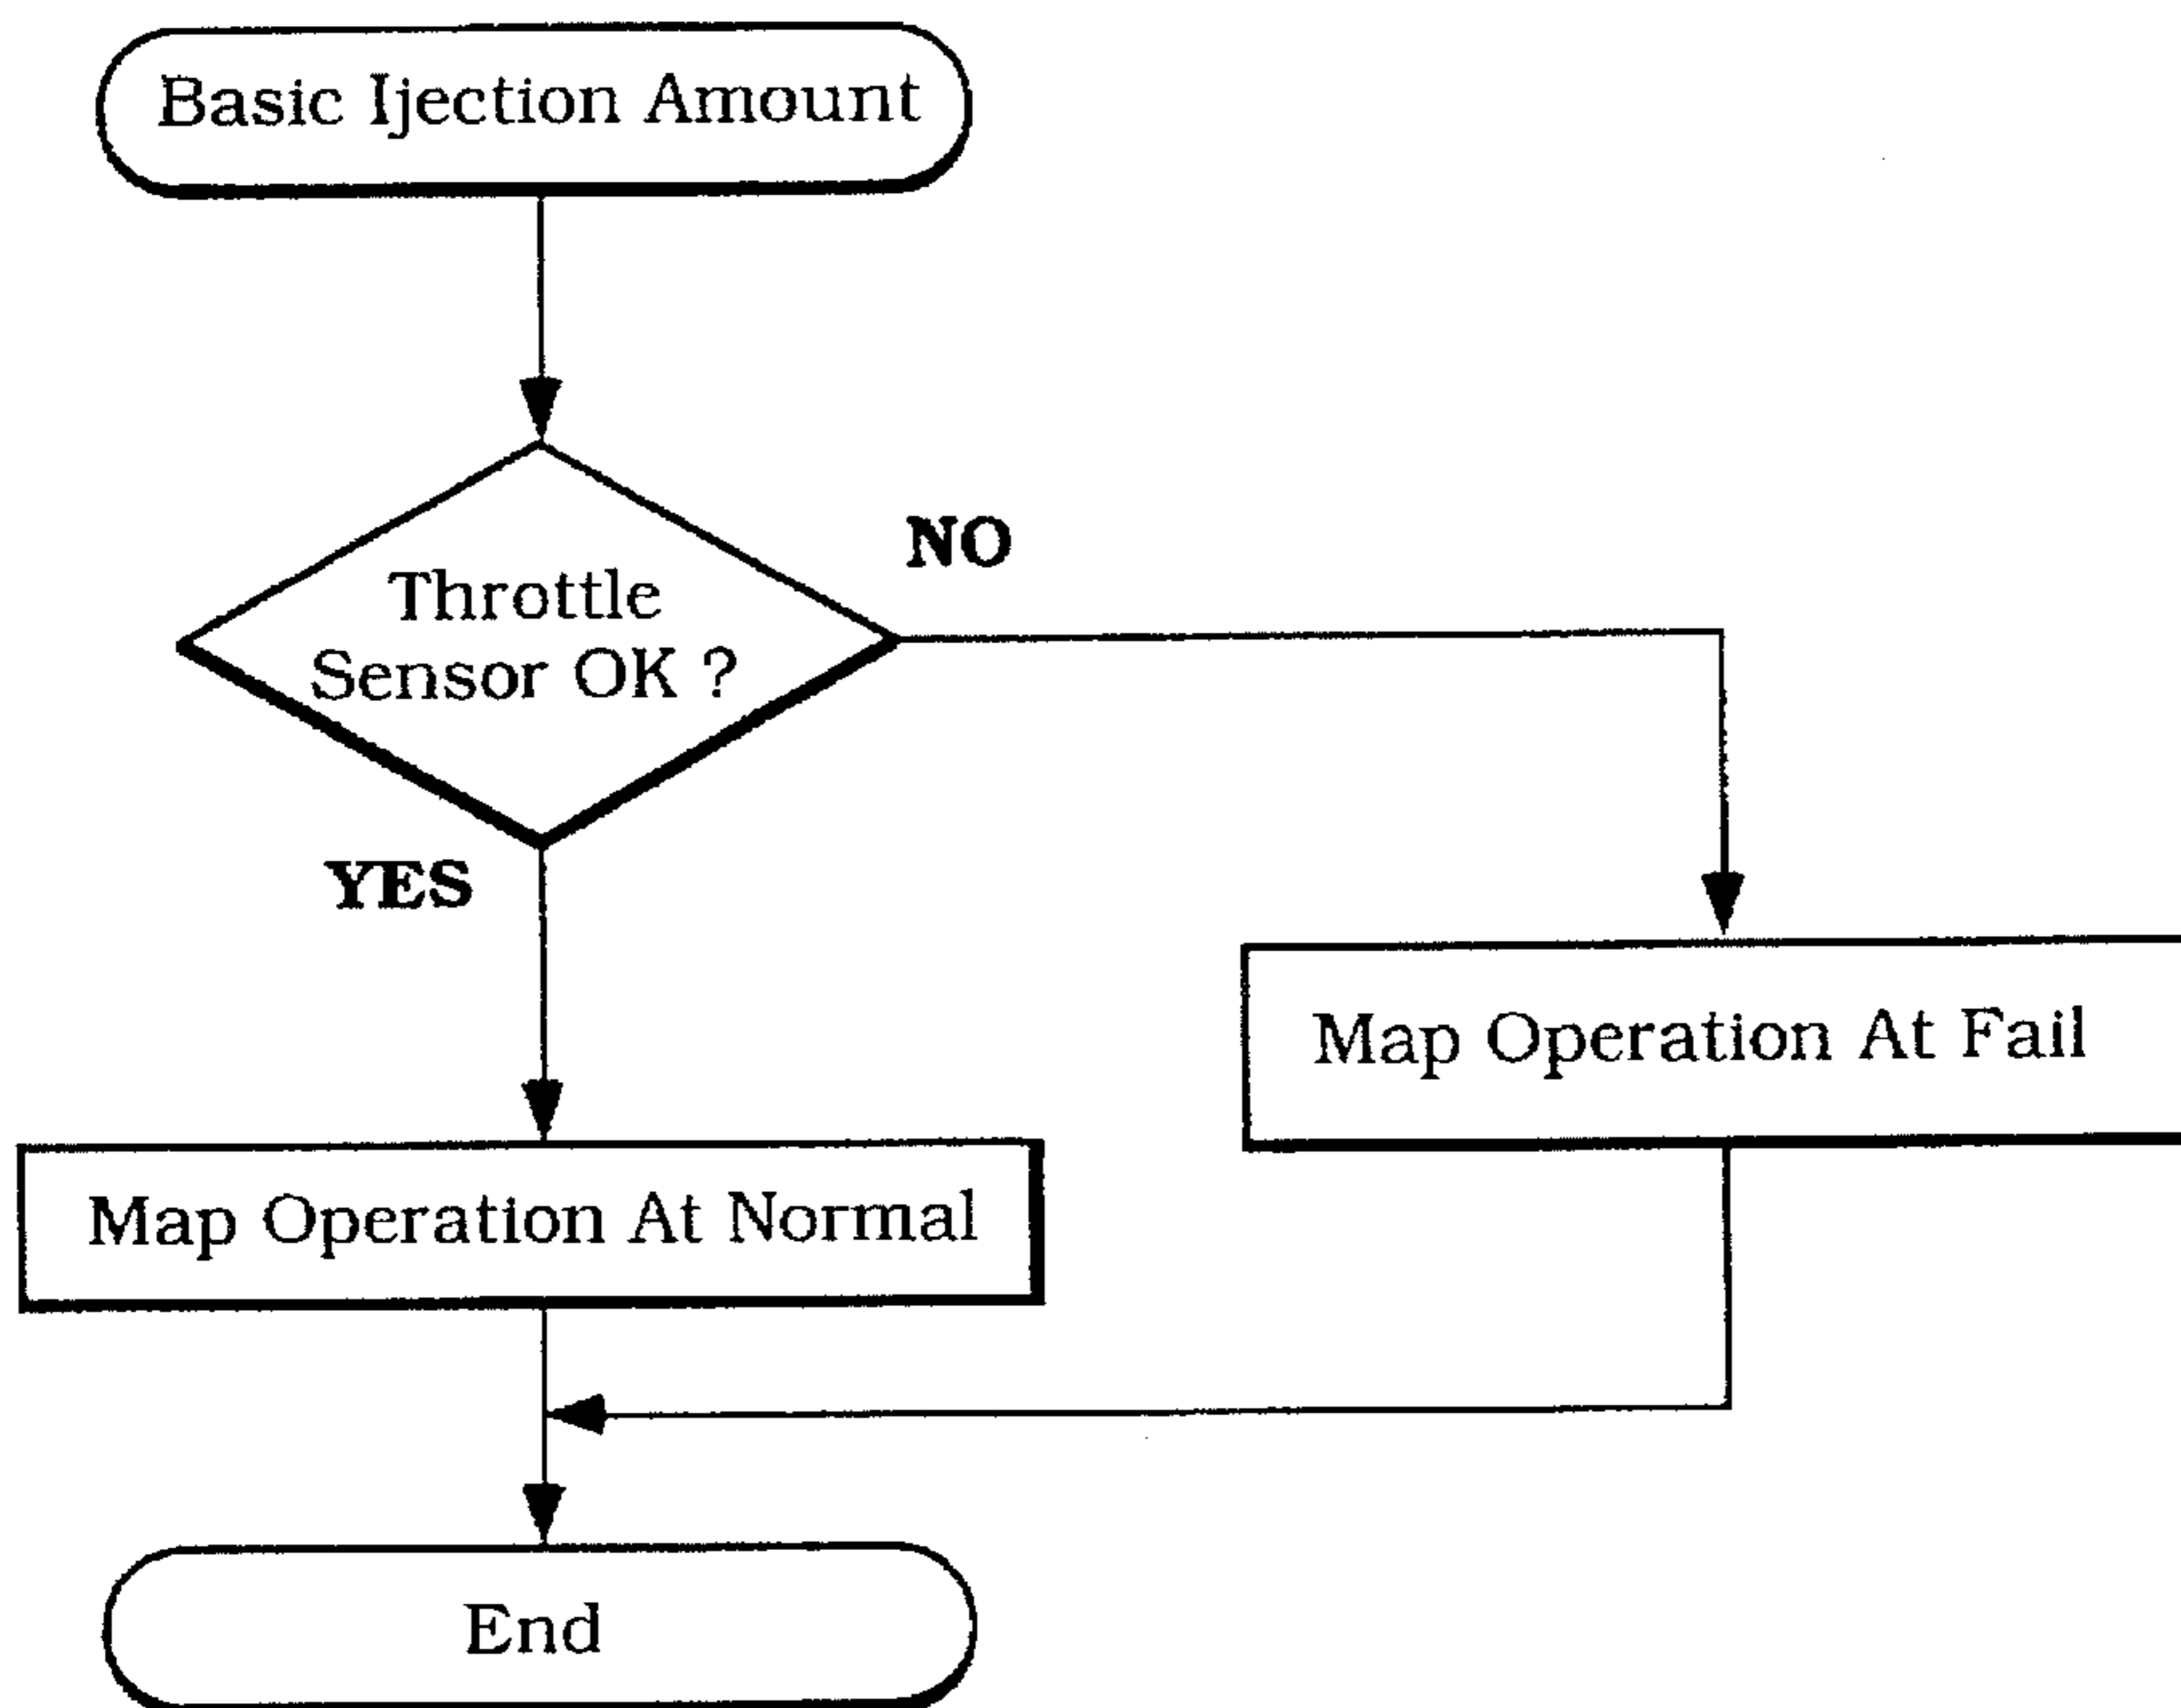 Basic Ijection Amount
NO
Throttle
Sensor OK ?
YES
Map Operation At Fail
Map Operation At Normal
End